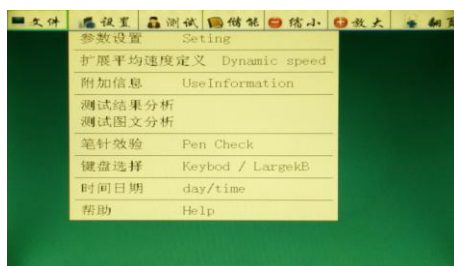 文件 设置 测试 储能 缩小 放大 翻页
参数设置 Seting
扩展平均速度定义 Dynamic speed
附加信息 UseInformation
测试结果分析
测试图文分析
笔针效验 Pen Check
键盘选择 Keybod / LargekB
时间日期 day/time
帮助 Help